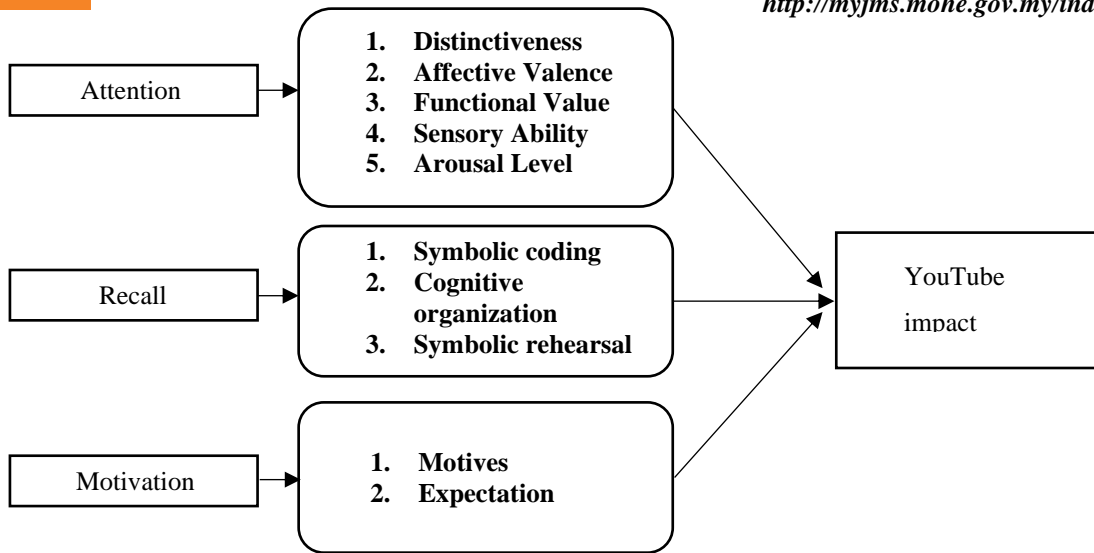 http://myjms.mohe.gov.my/ind
1. Distinctiveness
2. Affective Valence
3. Functional Value
4. Sensory Ability
5. Arousal Level
Attention
1. Symbolic coding
2. Cognitive
organization
3. Symbolic rehearsal
Recall
YouTube
impact
1. Motives
2. Expectation
Motivation